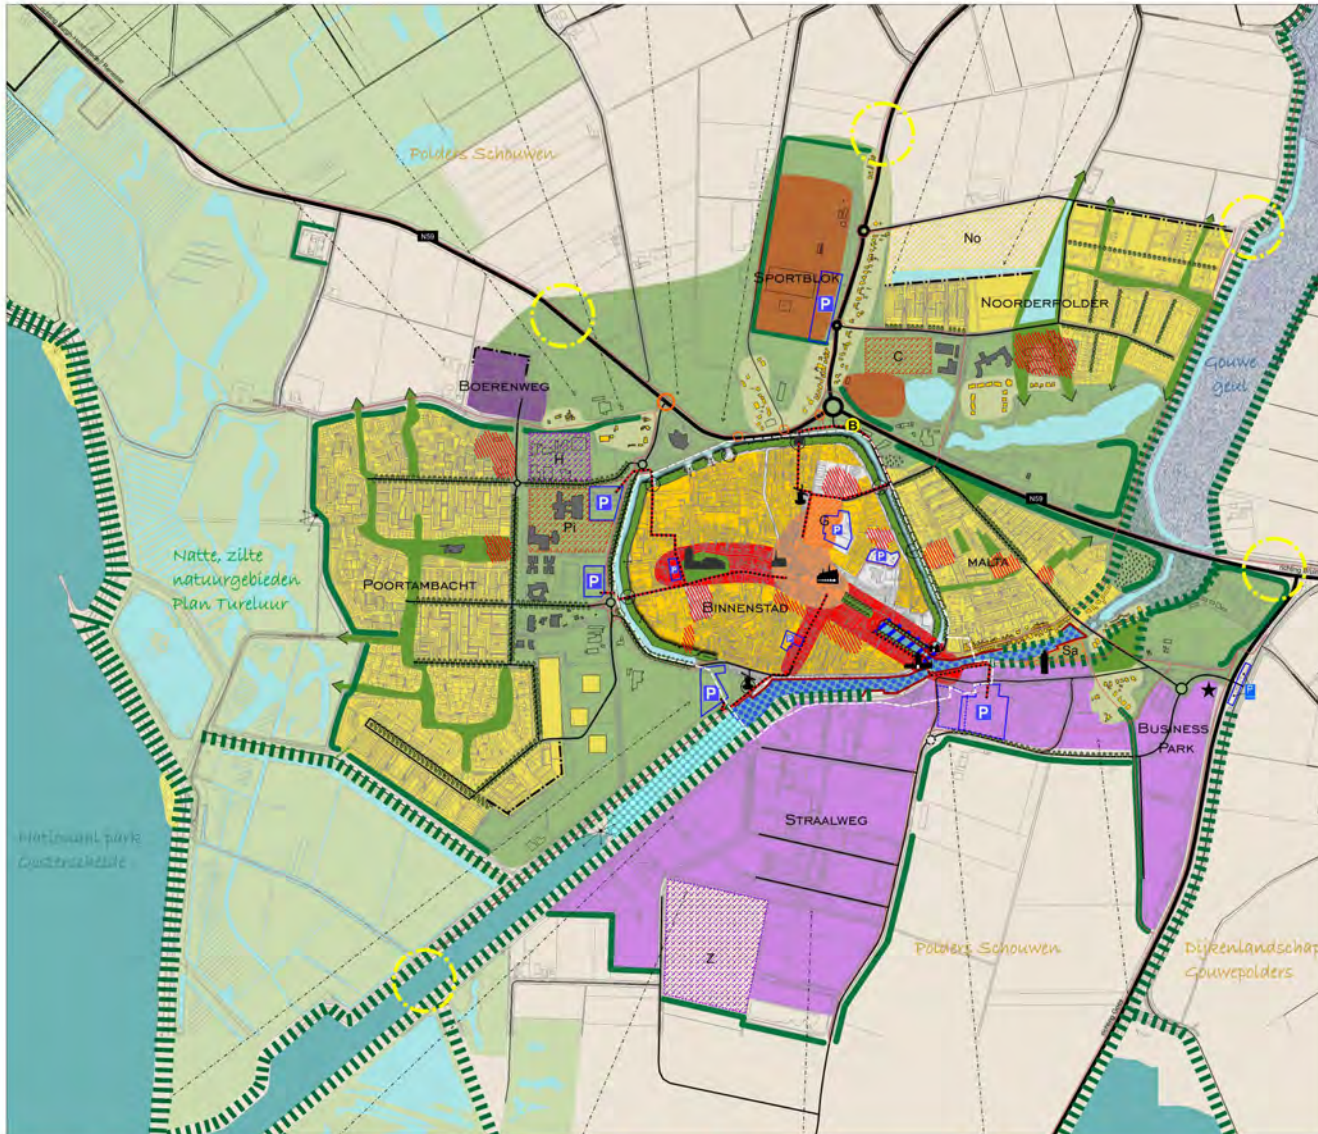 Polders Schouwen
N59
No
SPORTBLOK
P
NOORDERPOLDER
Gouwe
geul
C
BOERENWEG
B
H
N59
P
Pi
G
P
P
MALTA
Natte, zilte
natuurgebieden
Plan Tureluur
P
P
POORTAMBACHT
BINNENSTAD
P
Sa
P
P
P
BUSINESS
PARK
STRAALWEG
Nationaal park
Oosterschelde
Z
Polders Schouwen
Dijkenlandschap
Gouwepolders